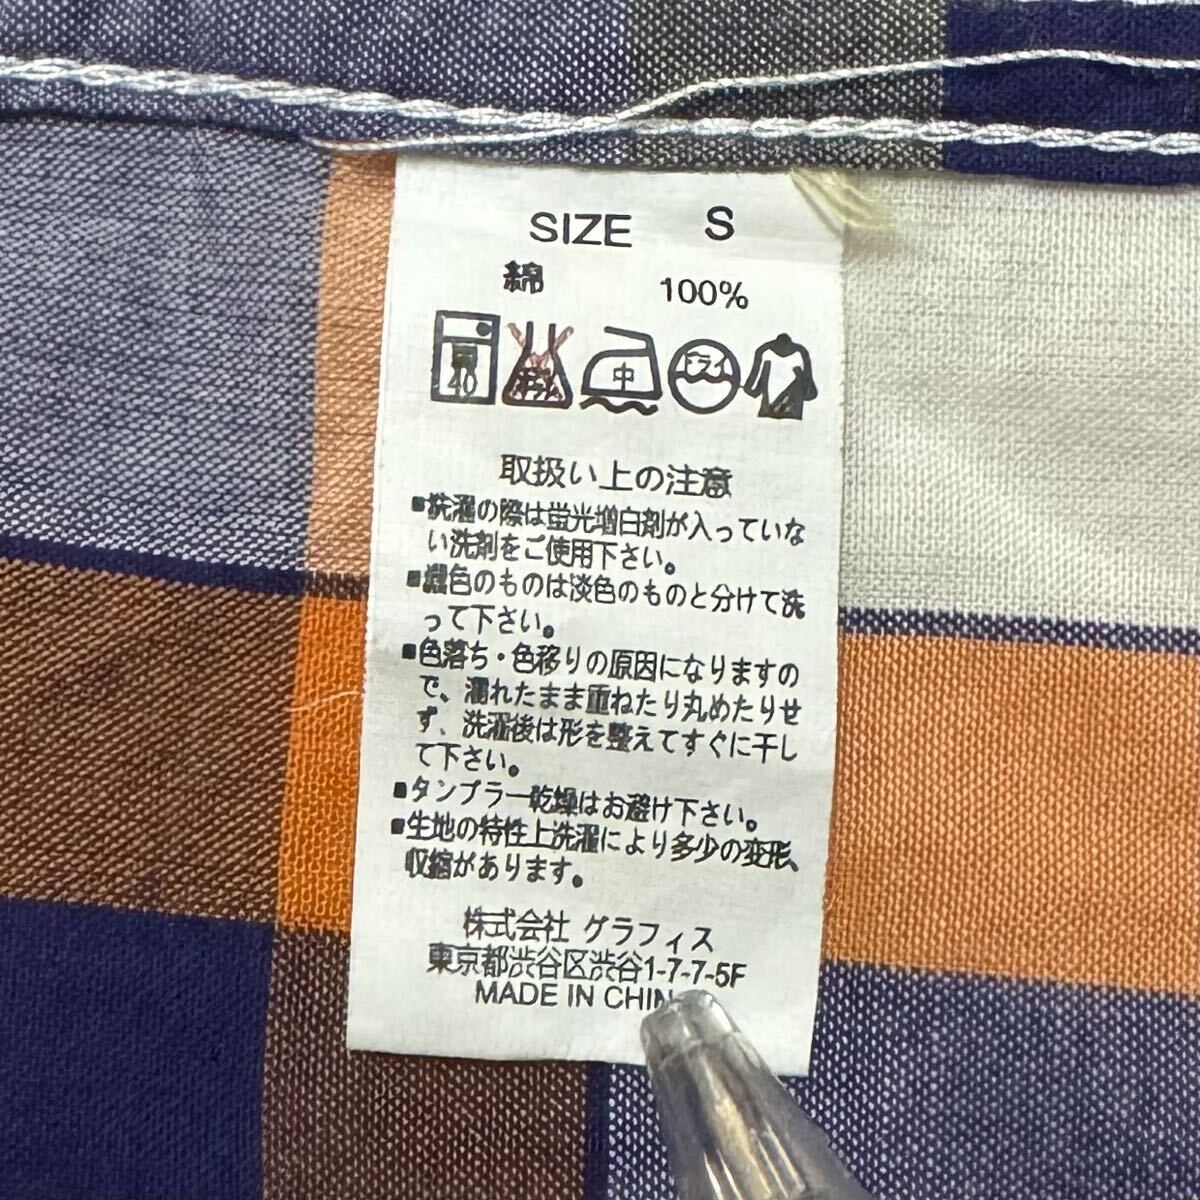 SIZE S
綿 100%
40
中
ドライ
取扱い上の注意
■洗濯の際は蛍光増白剤が入っていな
い洗剤をご使用下さい。
■濃色のものは淡色のものと分けて洗
って下さい。
■色落ち・色移りの原因になりますの
で、濡れたまま重ねたり丸めたりせ
ず、洗濯後は形を整えてすぐに干し
て下さい。
■タンブラー乾燥はお避け下さい。
■生地の特性上洗濯により多少の変形、
収縮があります。
株式会社 グラフィス
東京都渋谷区渋谷1-7-7-5F
MADE IN CHIN